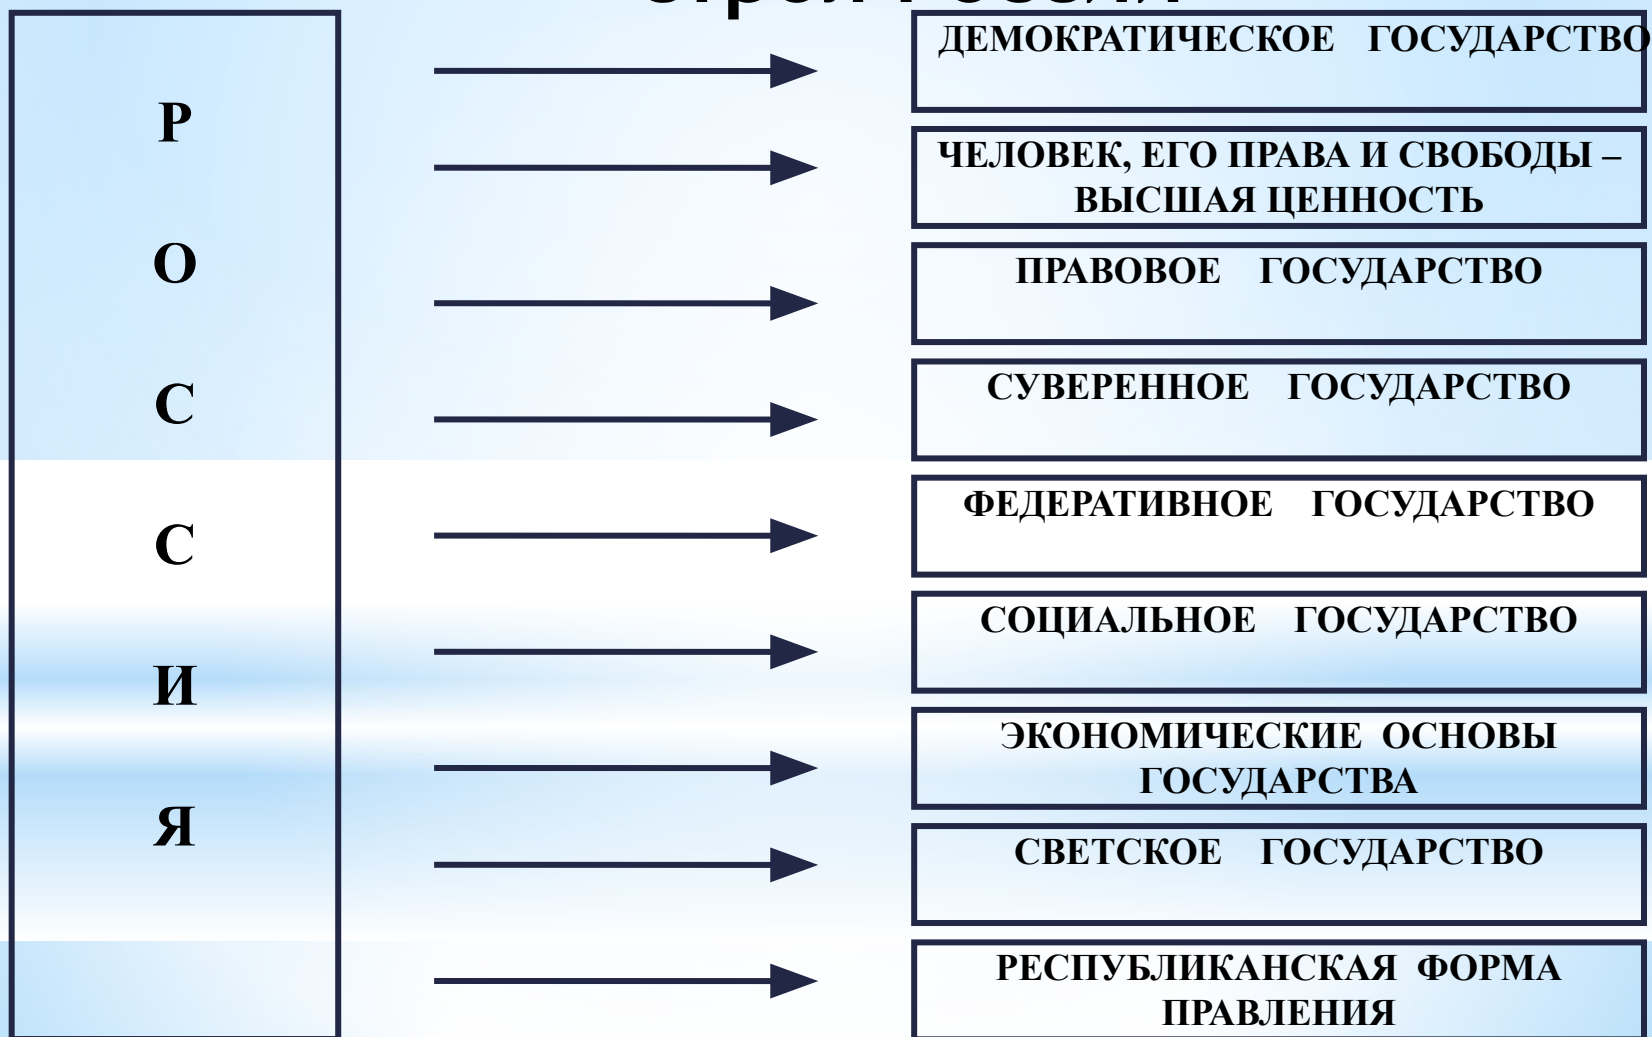 Р
О
С
С
И
Я
ДЕМОКРАТИЧЕСКОЕ ГОСУДАРСТВО
ЧЕЛОВЕК, ЕГО ПРАВА И СВОБОДЫ –
ВЫСШАЯ ЦЕННОСТЬ
ПРАВОВОЕ ГОСУДАРСТВО
СУВЕРЕННОЕ ГОСУДАРСТВО
ФЕДЕРАТИВНОЕ ГОСУДАРСТВО
СОЦИАЛЬНОЕ ГОСУДАРСТВО
ЭКОНОМИЧЕСКИЕ ОСНОВЫ
ГОСУДАРСТВА
СВЕТСКОЕ ГОСУДАРСТВО
РЕСПУБЛИКАНСКАЯ ФОРМА
ПРАВЛЕНИЯ